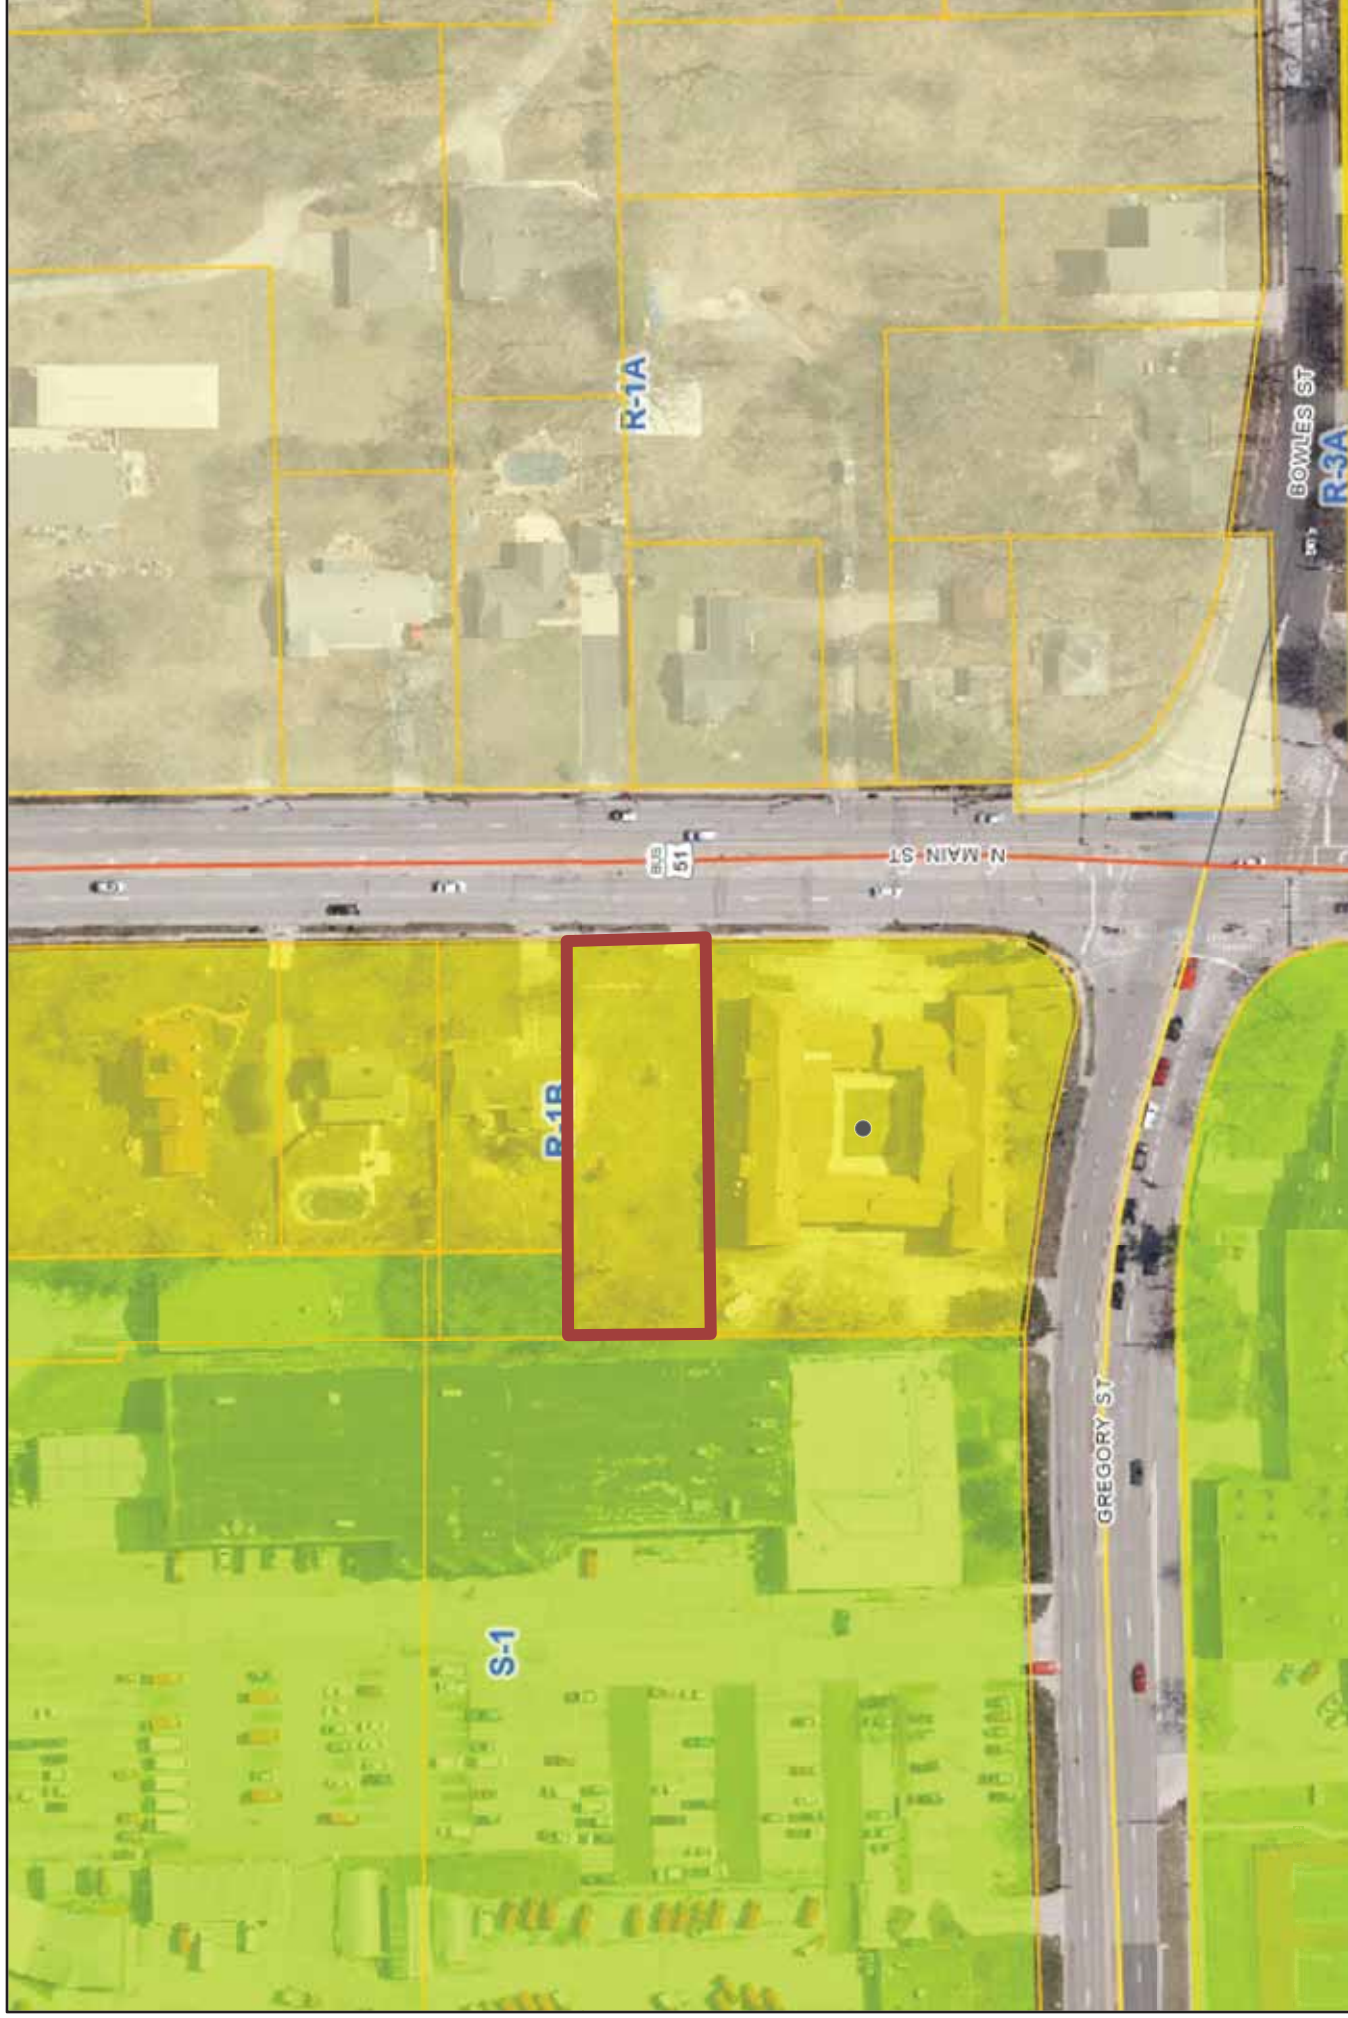 R-1A
BOWLES ST
R-3A
BUS
51
N MAIN ST
R-1B
S-1
GREGORY ST